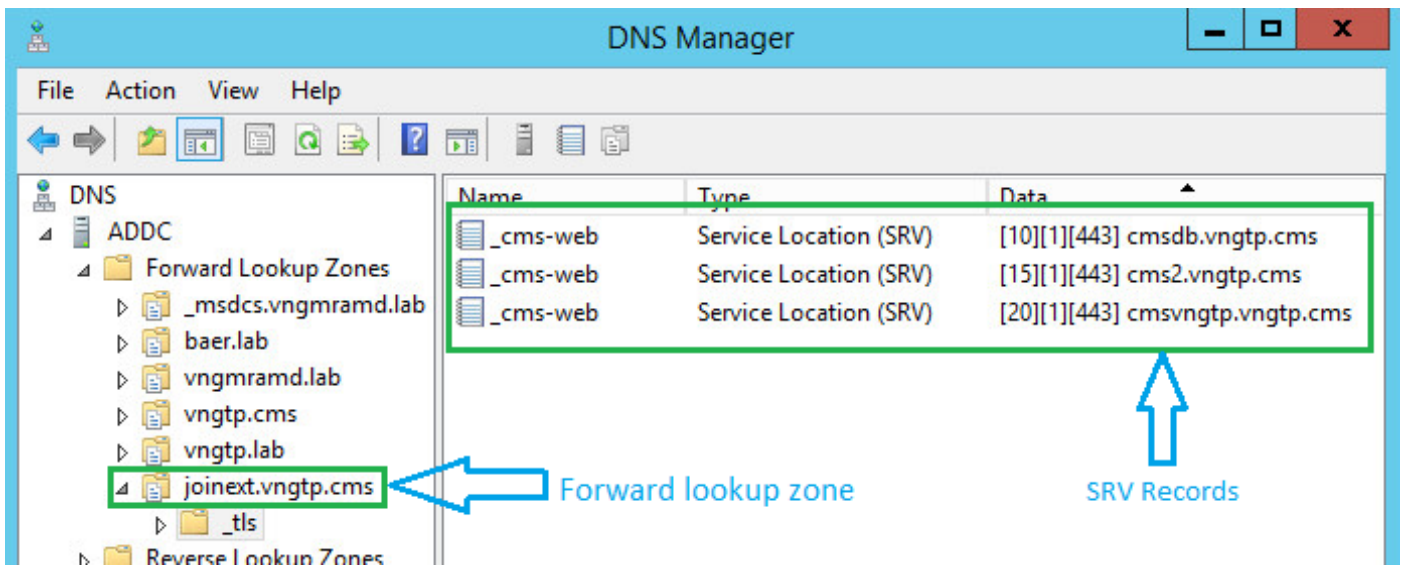 DNS Manager
File Action View Help
DNS
ADDC
Forward Lookup Zones
_msdcs.vngmramd.lab
baer.lab
vngmramd.lab
vngtp.cms
vngtp.lab
joinext.vngtp.cms
_tls
Reverse Lookup Zones
Name Type Data
_cms-web Service Location (SRV) [10][1][443] cmsdb.vngtp.cms
_cms-web Service Location (SRV) [15][1][443] cms2.vngtp.cms
_cms-web Service Location (SRV) [20][1][443] cmsvngtp.vngtp.cms
Forward lookup zone
SRV Records